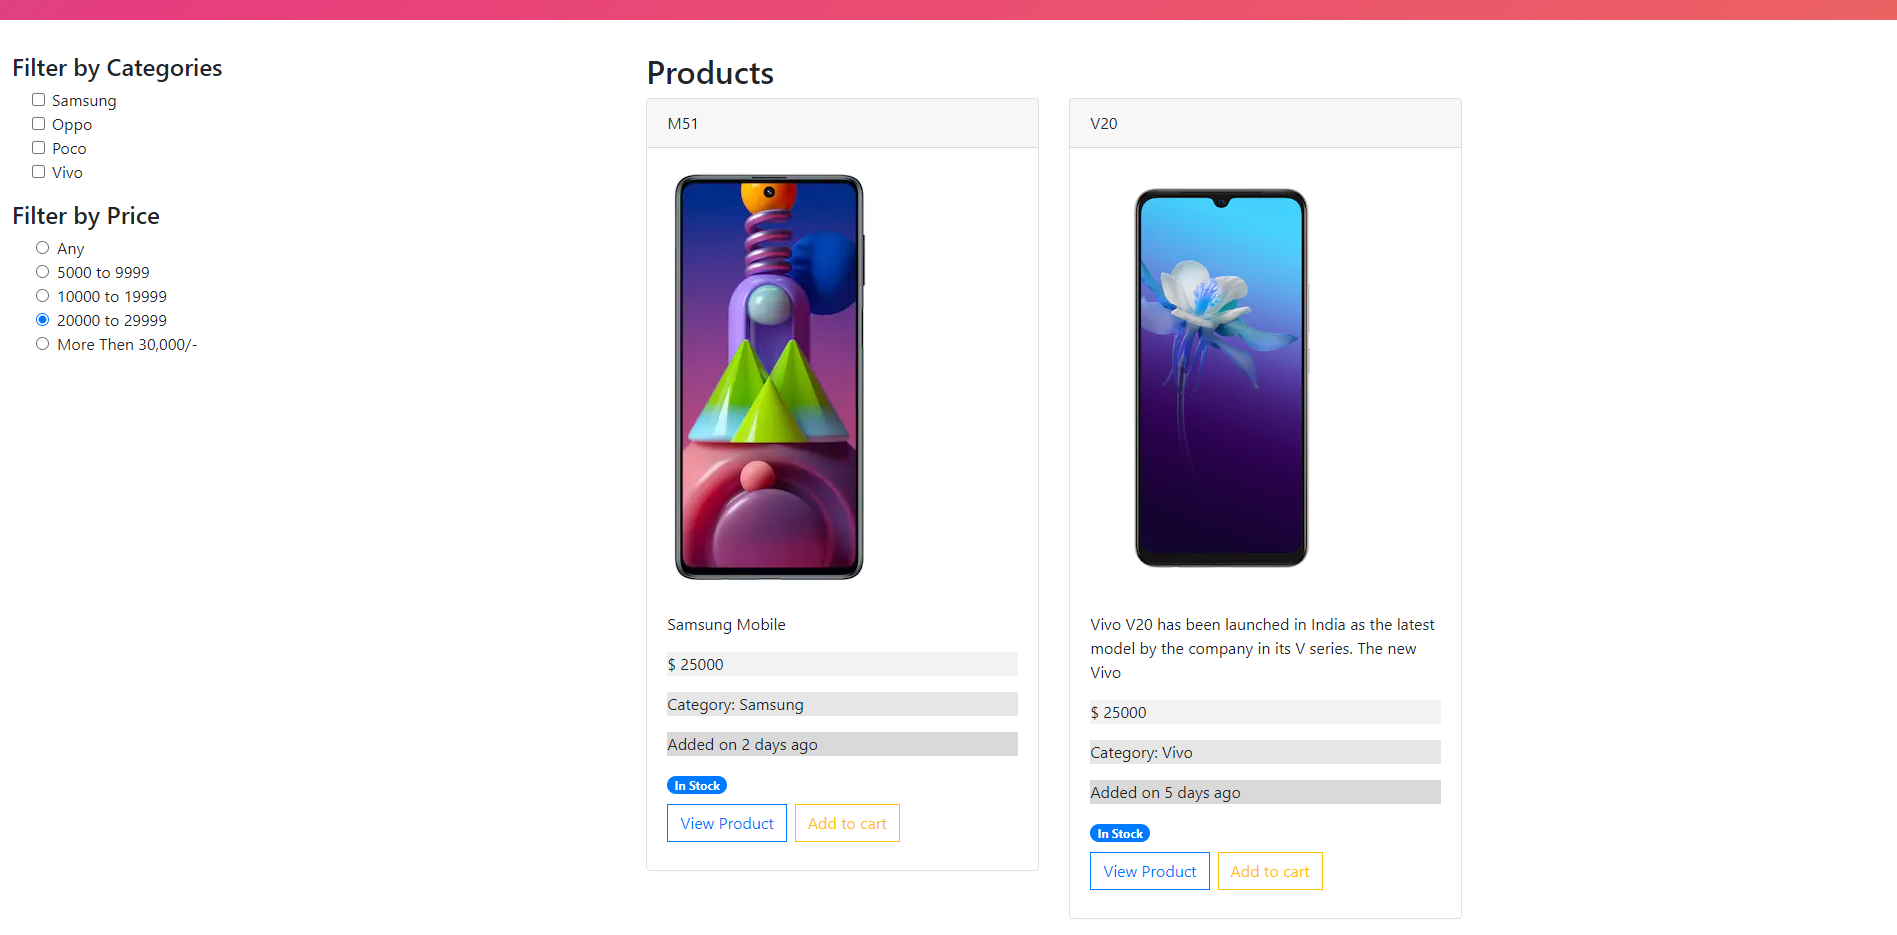 Filter by Categories
Samsung
Oppo
Poco
Vivo
Filter by Price
Any
5000 to 9999
10000 to 19999
20000 to 29999
More Then 30,000/-
Products
M51
Samsung Mobile
$ 25000
Category: Samsung
Added on 2 days ago
In Stock
View Product
Add to cart
V20
Vivo V20 has been launched in India as the latest
model by the company in its V series. The new
Vivo
$ 25000
Category: Vivo
Added on 5 days ago
In Stock
View Product
Add to cart